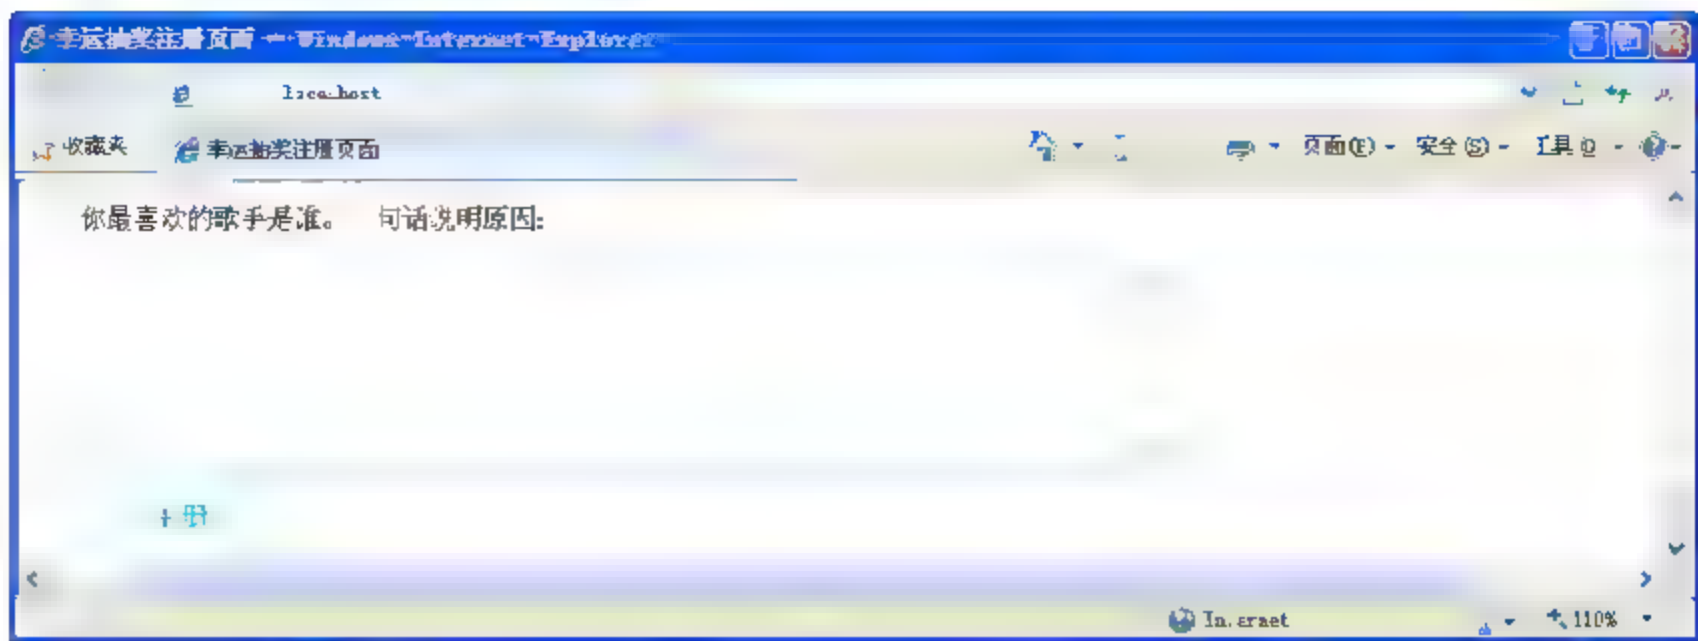 幸运抽奖注册页面 — Windows Internet Explorer
localhost
收藏夹 幸运抽奖注册页面 页面(P) 安全(S) 工具(O)
你最喜欢的歌手是谁。 句话说明原因:
册
Internet 110%